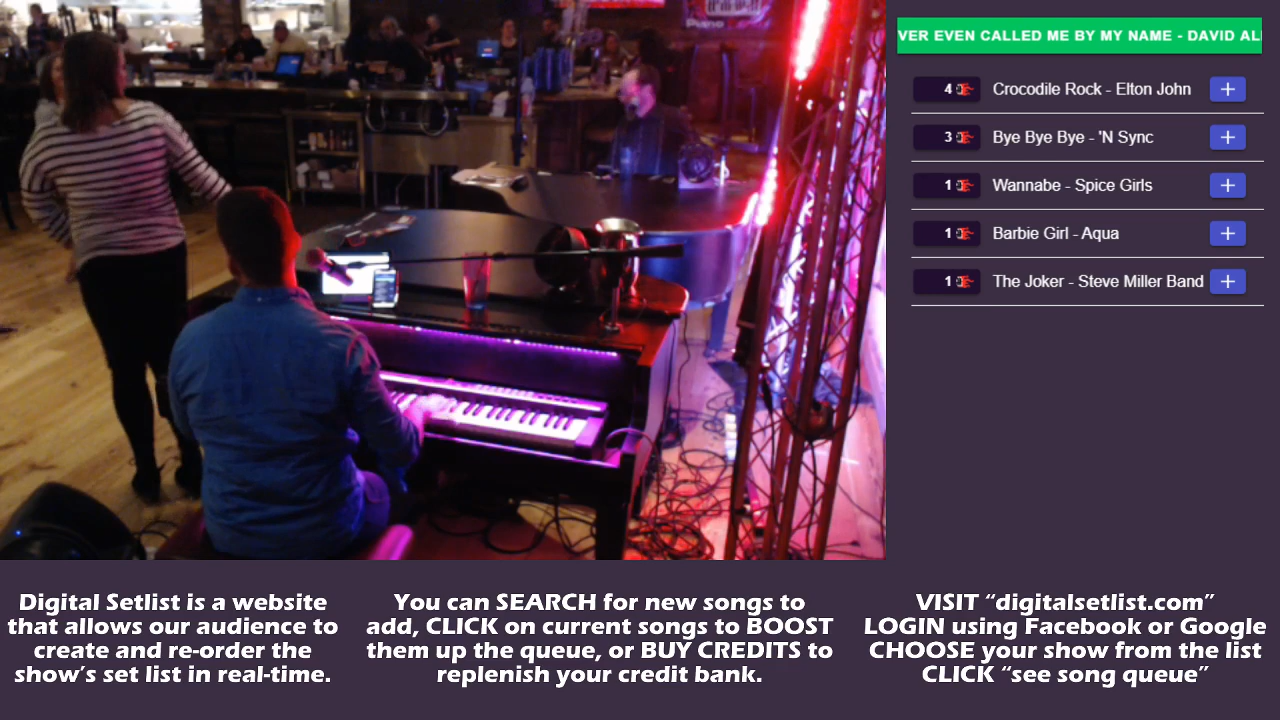 Piano
VER EVEN CALLED ME BY MY NAME - DAVID AL
4 Crocodile Rock - Elton John +
3 Bye Bye Bye - 'N Sync +
1 Wannabe - Spice Girls +
1 Barbie Girl - Aqua +
1 The Joker - Steve Miller Band +
Digital Setlist is a website
that allows our audience to
create and re-order the
show's set list in real-time.
You can SEARCH for new songs to
add, CLICK on current songs to BOOST
them up the queue, or BUY CREDITS to
replenish your credit bank.
VISIT “digitalsetlist.com”
LOGIN using Facebook or Google
CHOOSE your show from the list
CLICK “see song queue”